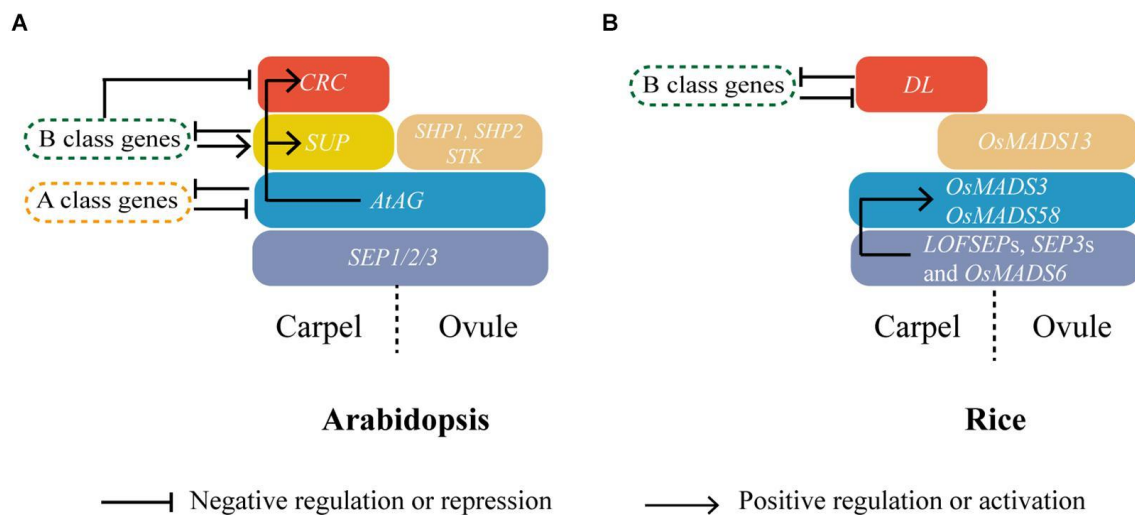 A
B
CRC
B class genes
SUP
SHP1, SHP2
STK
A class genes
AtAG
SEP1/2/3
Carpel
Ovule
Arabidopsis
B class genes
DL
OsMADS13
OsMADS3
OsMADS58
LOFSEPs, SEP3s
and OsMADS6
Carpel
Ovule
Rice
Negative regulation or repression
Positive regulation or activation